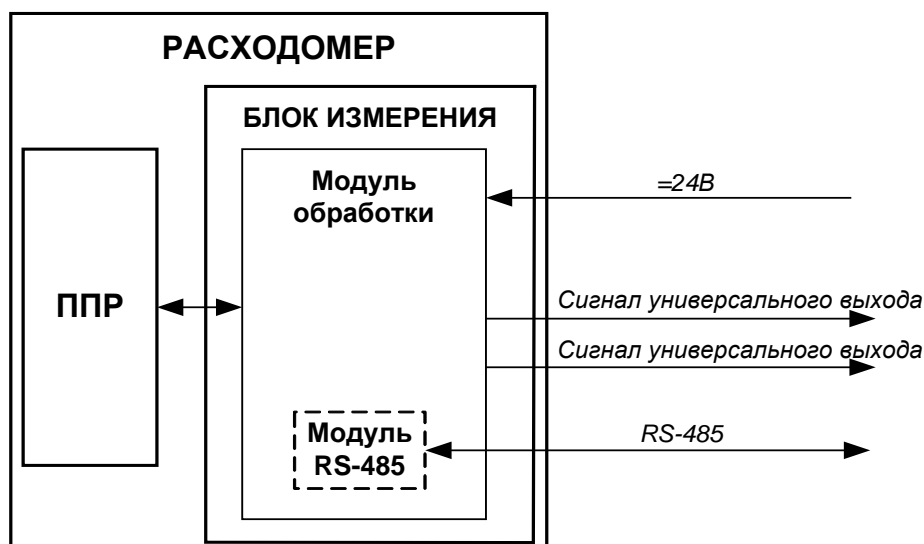 РАСХОДОМЕР
БЛОК ИЗМЕРЕНИЯ
Модуль
обработки
=24В
ППР
Сигнал универсального выхода
Сигнал универсального выхода
Модуль
RS-485
RS-485